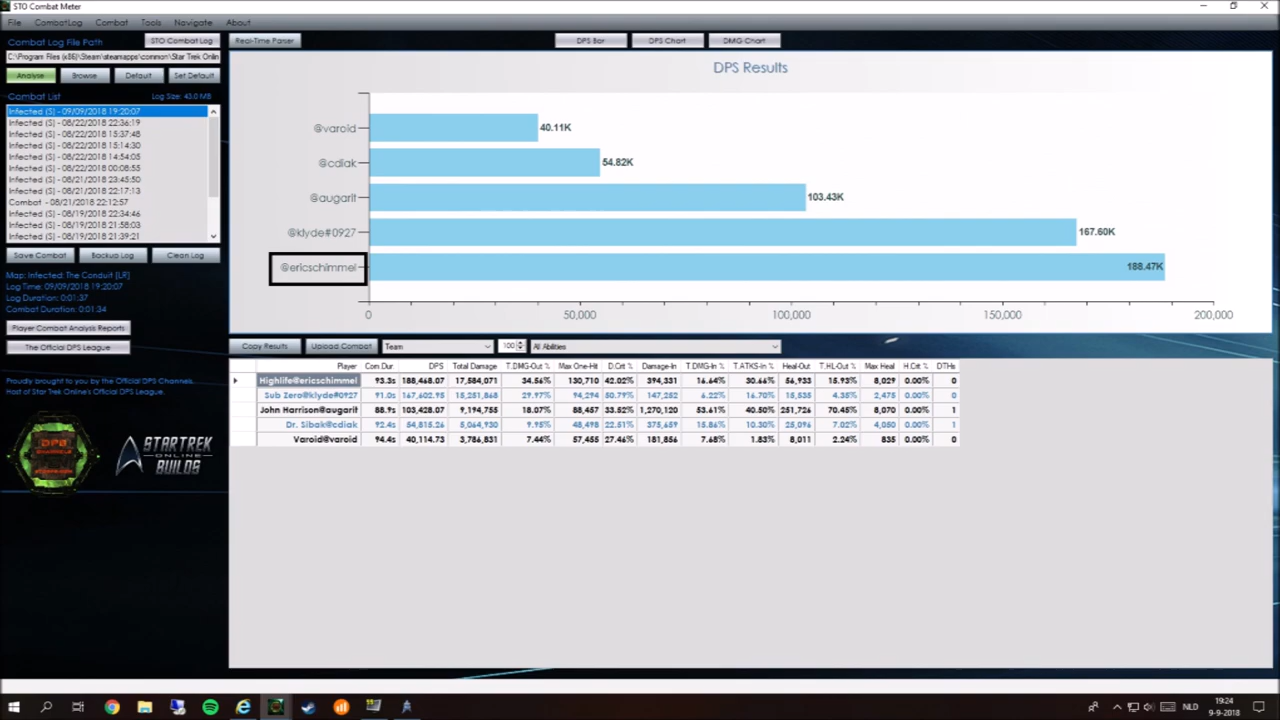 STO Combat Meter
File CombatLog Combat Tools Navigate About
Combat Log File Path STO Combat Log Real-Time Parser DPS Bar DPS Chart DMG Chart
C:\Program Files (x86)\Steam\steamapps\common\Star Trek Onlin
Analyse Browse Default Set Default
Combat List Log Size: 43.0 MB
Infected (S) - 09/09/2018 19:20:07
Infected (S) - 08/22/2018 22:36:19
Infected (S) - 08/22/2018 15:37:48
Infected (S) - 08/22/2018 15:14:30
Infected (S) - 08/22/2018 14:54:05
Infected (S) - 08/22/2018 00:08:55
Infected (S) - 08/21/2018 23:45:50
Infected (S) - 08/21/2018 22:17:13
Combat - 08/21/2018 22:12:57
Infected (S) - 08/19/2018 22:34:46
Infected (S) - 08/19/2018 21:58:03
Infected (S) - 08/19/2018 21:39:21
Save Combat Backup Log Clean Log
Map: Infected: The Conduit [LR]
Log Time: 09/09/2018 19:20:07
Log Duration: 0:01:37
Combat Duration: 0:01:34
Player Combat Analysis Reports
The Official DPS League
Proudly brought to you by the Official DPS Channels.
Host of Star Trek Online's Official DPS League.
DPS
CHANNELS
STARTREK
ONLINE
BUILDS
DPS Results
@varoid 40.11K
@cdiak 54.82K
@augarit 103.43K
@klyde#0927 167.60K
@ericschimmel 188.47K
0 50,000 100,000 150,000 200,000
Copy Results Upload Combat Team 100 All Abilities
Player Com Dur DPS Total Damage T.DMG-Out % Max One-Hit D.Crt % Damage-In T.DMG-In % T.ATKS-In % Heal-Out T.HL-Out % Max Heal H.Crt % DTHs
Highlife@ericschimmel 93.3s 188,468.07 17,584,071 34.56% 130,710 42.02% 394,331 16.64% 30.66% 56,933 15.93% 8,029 0.00% 0
Sub Zero@klyde#0927 91.0s 167,602.95 15,251,868 29.97% 94,294 50.79% 147,252 6.22% 16.70% 15,535 4.35% 2,475 0.00% 0
John Harrison@augarit 88.9s 103,428.07 9,194,755 18.07% 88,457 33.52% 1,270,120 53.61% 40.50% 251,726 70.45% 8,070 0.00% 1
Dr. Sibak@cdiak 92.4s 54,815.26 5,064,930 9.95% 48,498 22.51% 375,659 15.86% 10.32% 25,096 7.02% 4,050 0.00% 1
Varoid@varoid 94.4s 40,114.73 3,786,831 7.44% 57,455 27.46% 181,856 7.68% 1.83% 8,011 2.24% 835 0.00% 0
NLD
19:24
9-9-2018